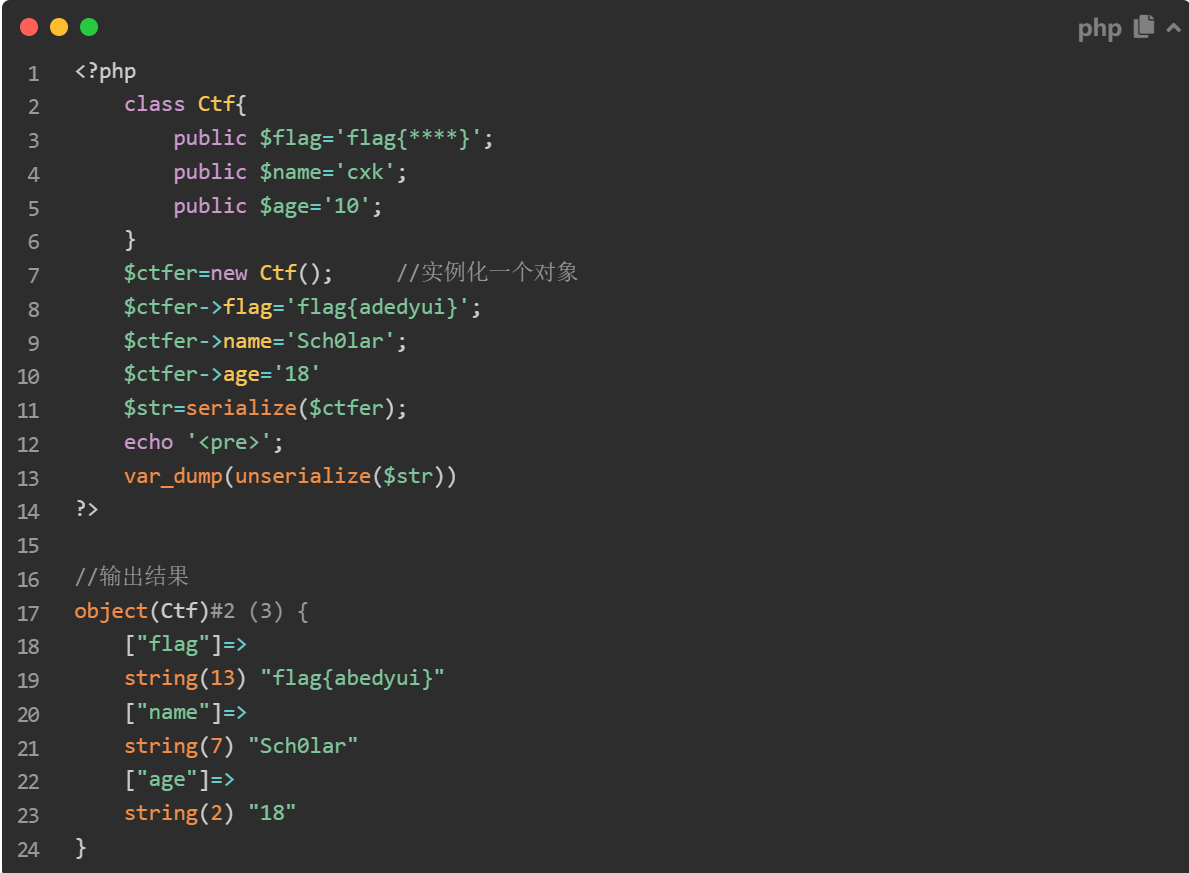 php
1 <?php
2     class Ctf{
3         public $flag='flag{****}';
4         public $name='cxk';
5         public $age='10';
6     }
7     $ctfer=new Ctf();     //实例化一个对象
8     $ctfer->flag='flag{adedyui}';
9     $ctfer->name='Sch0lar';
10     $ctfer->age='18'
11     $str=serialize($ctfer);
12     echo '<pre>';
13     var_dump(unserialize($str))
14 ?>
15
16 //输出结果
17 object(Ctf)#2 (3) {
18     ["flag"]=>
19     string(13) "flag{abedyui}"
20     ["name"]=>
21     string(7) "Sch0lar"
22     ["age"]=>
23     string(2) "18"
24 }